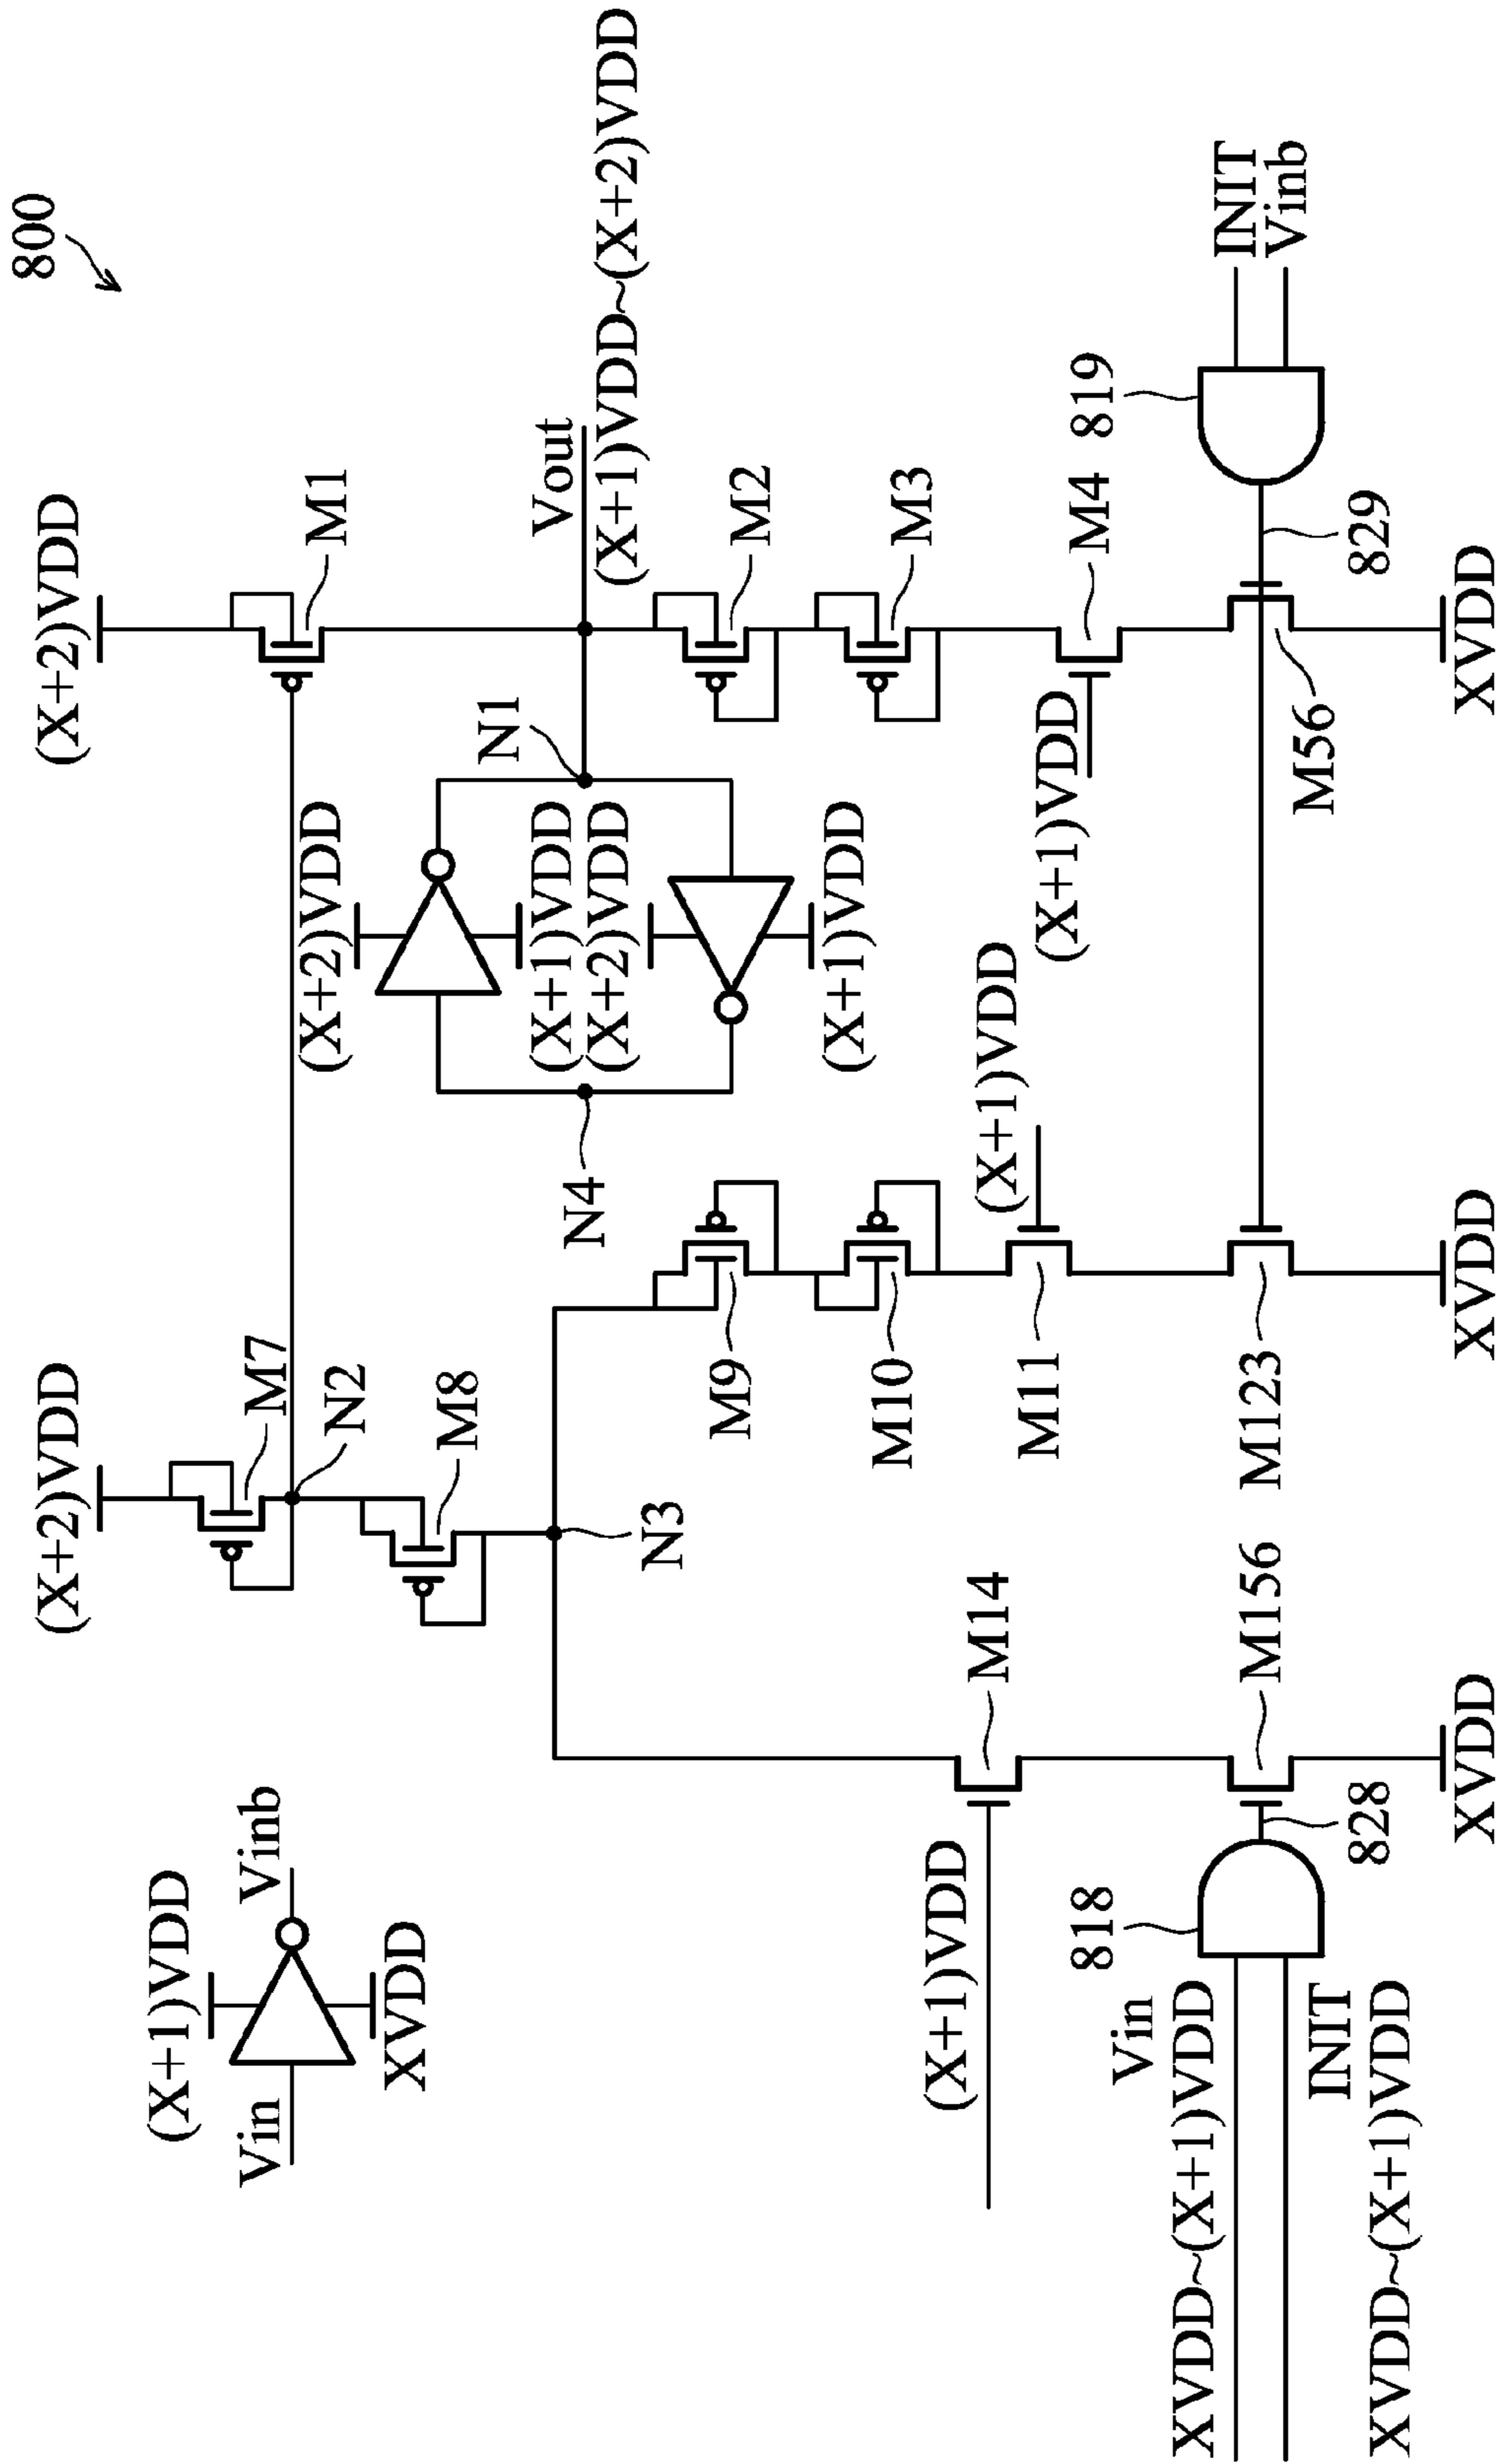 800
(X+2)VDD
(X+2)VDD
M1
M7
N2
M8
(X+1)VDD
Vin
Vinb
XVDD
(X+2)VDD
(X+1)VDD
(X+2)VDD
(X+1)VDD
N1
N4
N3
Vout
(X+1)VDD~(X+2)VDD
M2
M3
M9
M10
(X+1)VDD
M4
(X+1)VDD
M11
M14
(X+1)VDD
818
Vin
XVDD~(X+1)VDD
INIT
XVDD~(X+1)VDD
828
M156
M123
M56
829
819
INIT
Vinb
XVDD
XVDD
XVDD